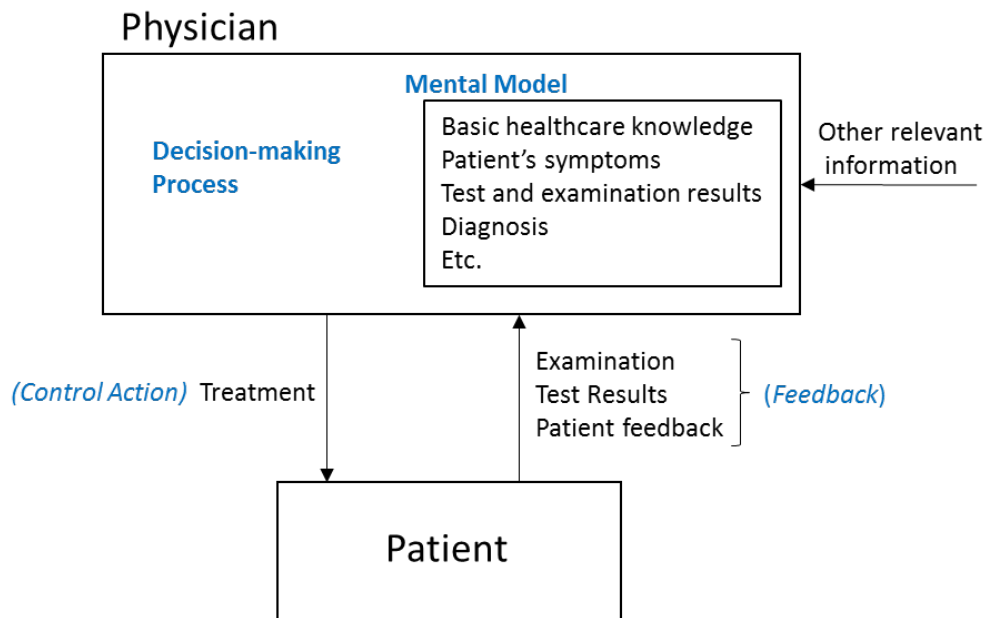 Physician
Mental Model
Decision-making
Process
Basic healthcare knowledge
Patient’s symptoms
Test and examination results
Diagnosis
Etc.
Other relevant
information
(Control Action) Treatment
Examination
Test Results
Patient feedback
(Feedback)
Patient